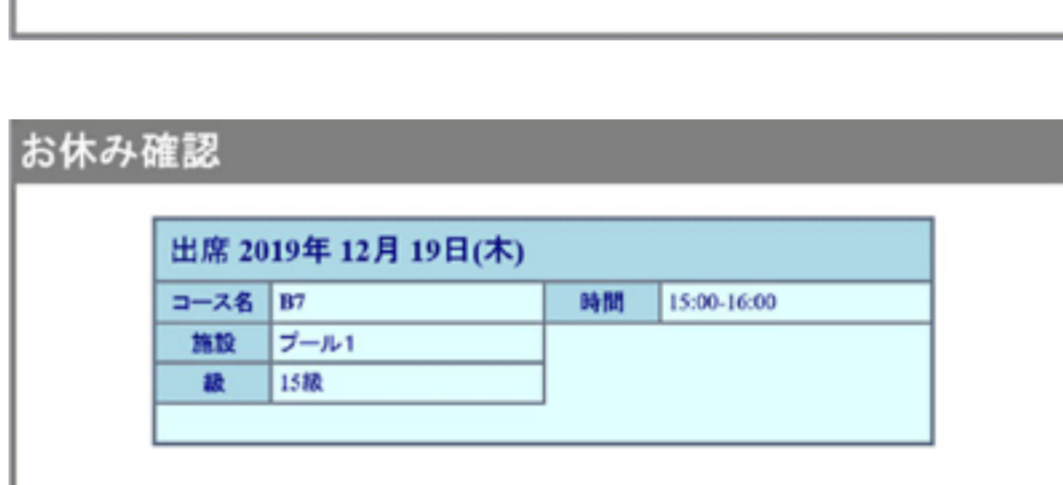 お休み確認
出席 2019年 12月 19日(木)
コース名 B7 時間 15:00-16:00
施設 プール1
級 15級